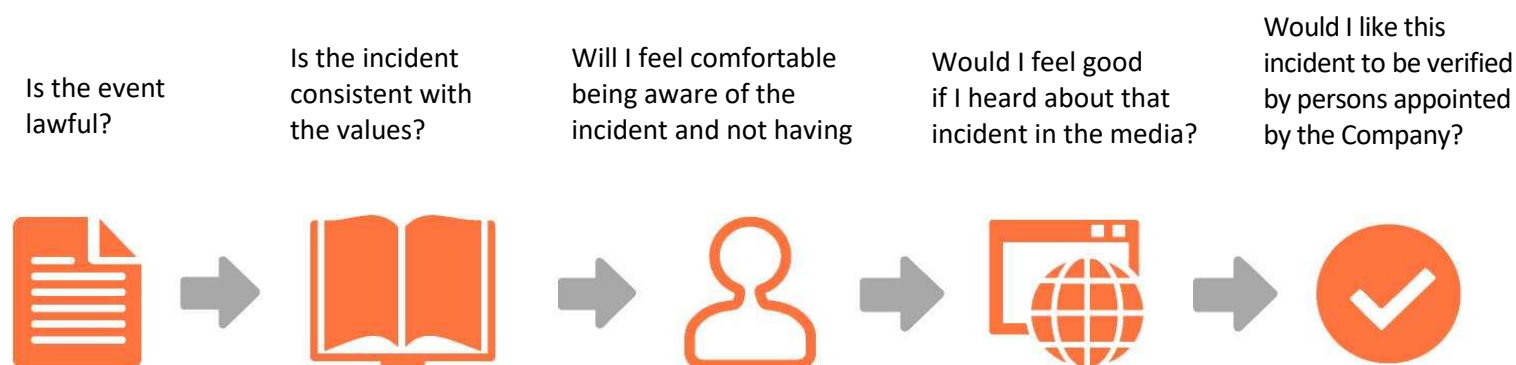 Is the event
lawful?
Is the incident
consistent with
the values?
Will I feel comfortable
being aware of the
incident and not having
Would I feel good
if I heard about that
incident in the media?
Would I like this
incident to be verified
by persons appointed
by the Company?